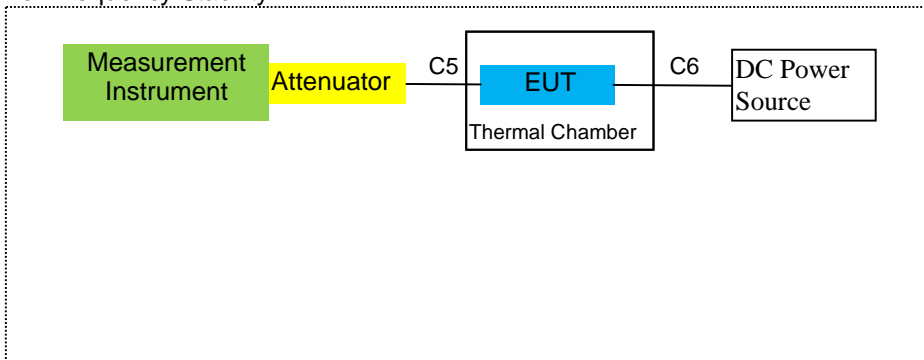 Measurement
Instrument
Attenuator
C5
EUT
Thermal Chamber
C6
DC Power
Source